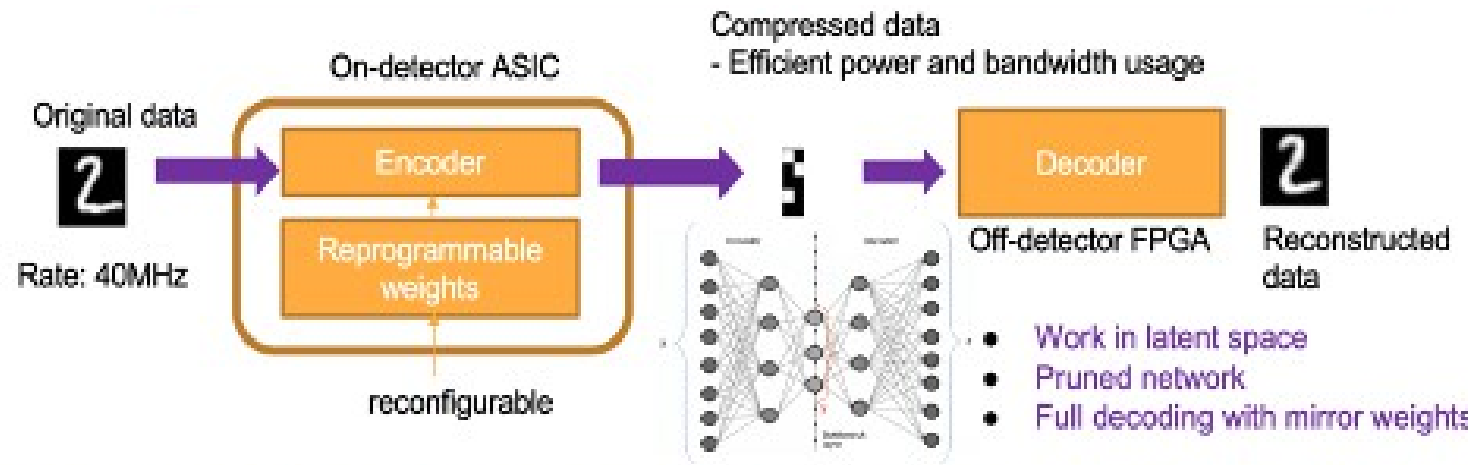 Compressed data
- Efficient power and bandwidth usage
On-detector ASIC
Original data
Encoder
Decoder
Reprogrammable
weights
Rate: 40MHz
reconfigurable
Off-detector FPGA
Reconstructed
data
● Work in latent space
● Pruned network
● Full decoding with mirror weights